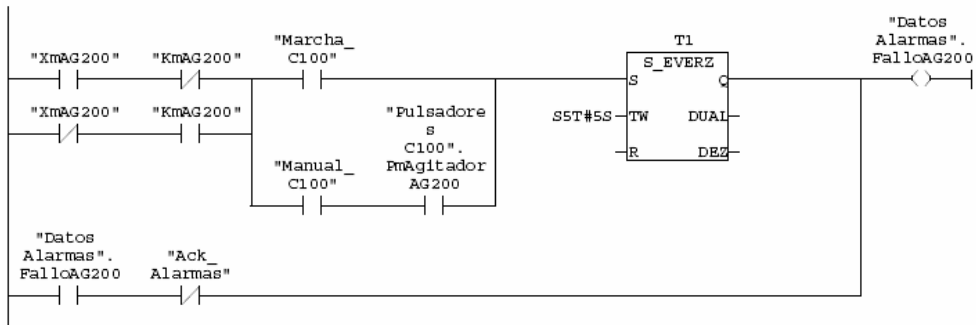 "Datos
Alarmas".
FalloAG200
"Marcha_
C100"
T1
"XmAG200"
"KmAG200"
S_EVERZ
S
Q
"XmAG200"
"KmAG200"
"Pulsadore
s
C100".
PmAgitador
AG200
S5T#5S
TW
DUAL
"Manual_
C100"
R
DEZ
"Datos
Alarmas".
FalloAG200
"Ack_
Alarmas"